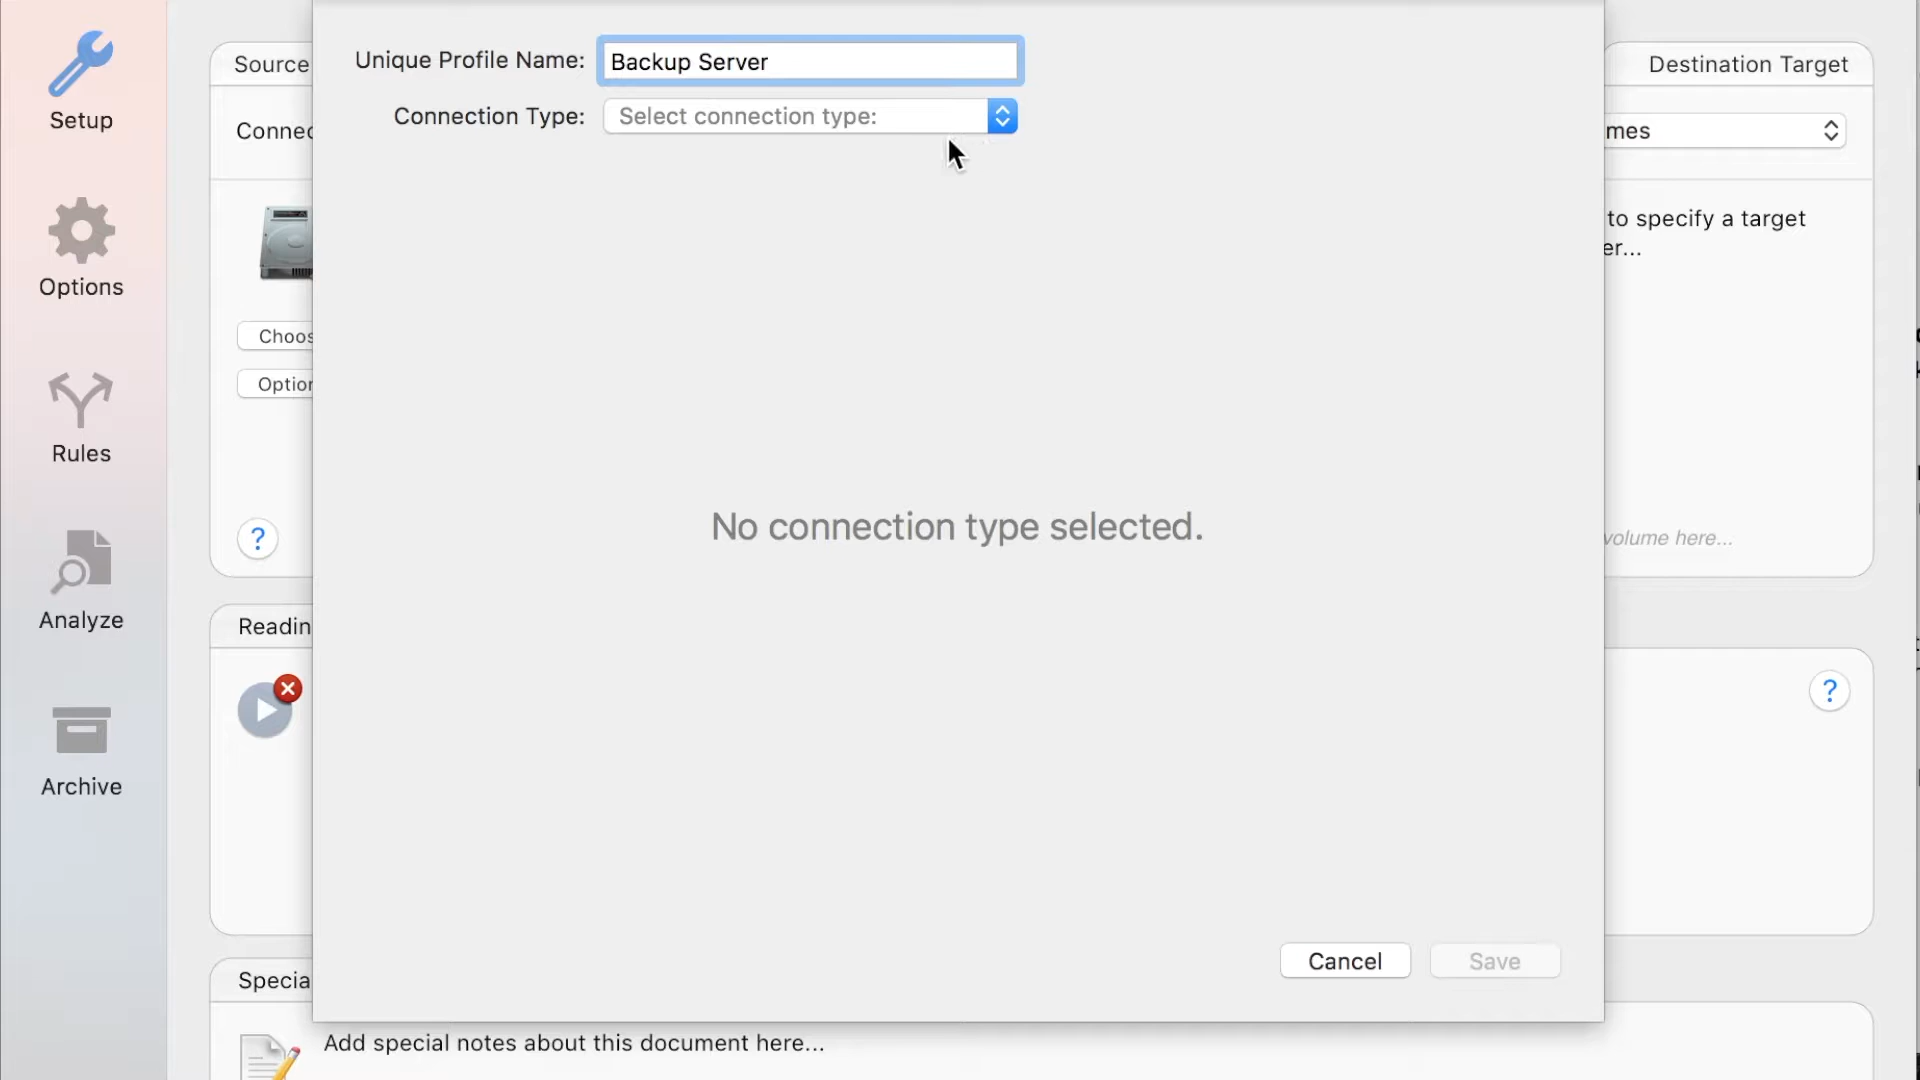 Setup
Options
Rules
Analyze
Archive
Source
Connec
Choos
Option
?
Readin
Specia
Unique Profile Name: Backup Server
Connection Type: Select connection type:
No connection type selected.
Cancel Save
Destination Target
mes
to specify a target
er...
volume here...
?
Add special notes about this document here...